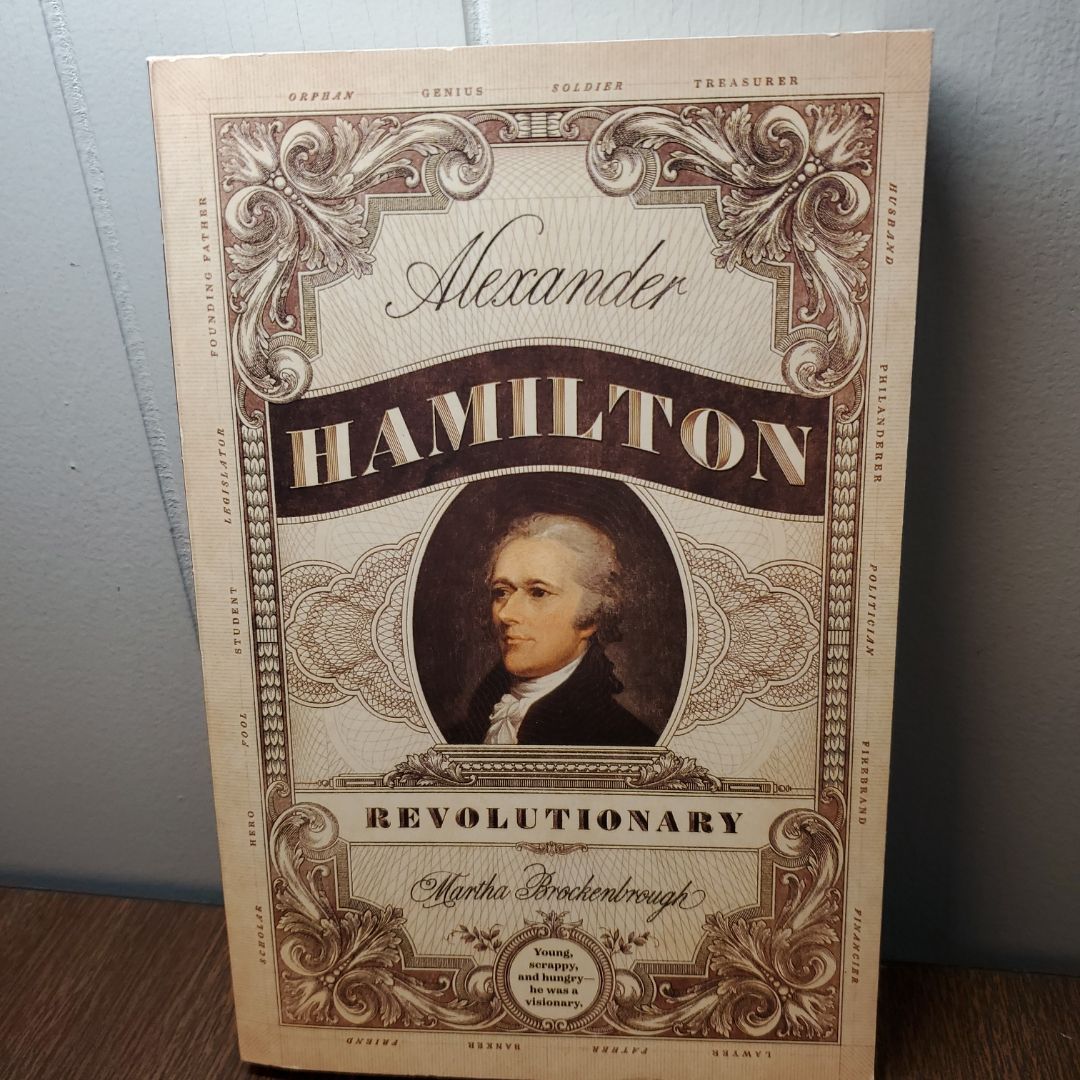 ORPHAN GENIUS SOLDIER TREASURER
HUSBAND
PHILANDERER
POLITICIAN
FIREBRAND
FINANCIER
LAWYER
FATHER
BANKER
FRIEND
SCHOLAR
HERO
FOOL
STUDENT
LEGISLATOR
FOUNDING FATHER
Alexander
HAMILTON
REVOLUTIONARY
Martha Brockenbrough
Young,
scrappy,
and hungry—
he was a
visionary.